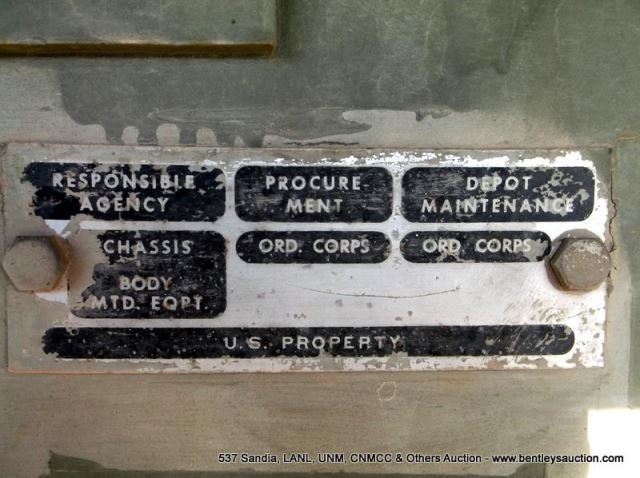 RESPONSIBLE
AGENCY
PROCURE-
MENT
DEPOT
MAINTENANCE
CHASSIS
ORD. CORPS
ORD. CORPS
BODY
MTD. EQPT.
U.S. PROPERTY
537 Sandia, LANL, UNM, CNMCC & Others Auction - www.bentleysauction.com